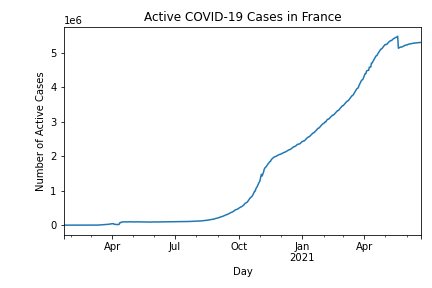 Active COVID-19 Cases in France
1e6
Number of Active Cases
5
4
3
2
1
0
Apr Jul Oct Jan Apr
2021
Day